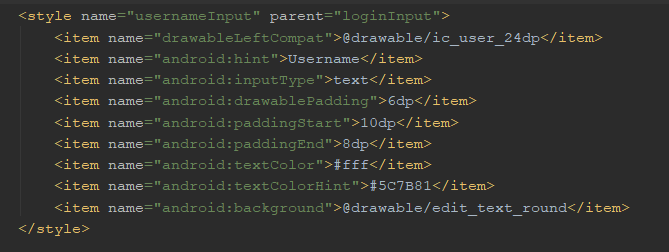 <style name="usernameInput" parent="loginInput">
    <item name="drawableLeftCompat">@drawable/ic_user_24dp</item>
    <item name="android:hint">Username</item>
    <item name="android:inputType">text</item>
    <item name="android:drawablePadding">6dp</item>
    <item name="android:paddingStart">10dp</item>
    <item name="android:paddingEnd">8dp</item>
    <item name="android:textColor">#fff</item>
    <item name="android:textColorHint">#5C7B81</item>
    <item name="android:background">@drawable/edit_text_round</item>
</style>